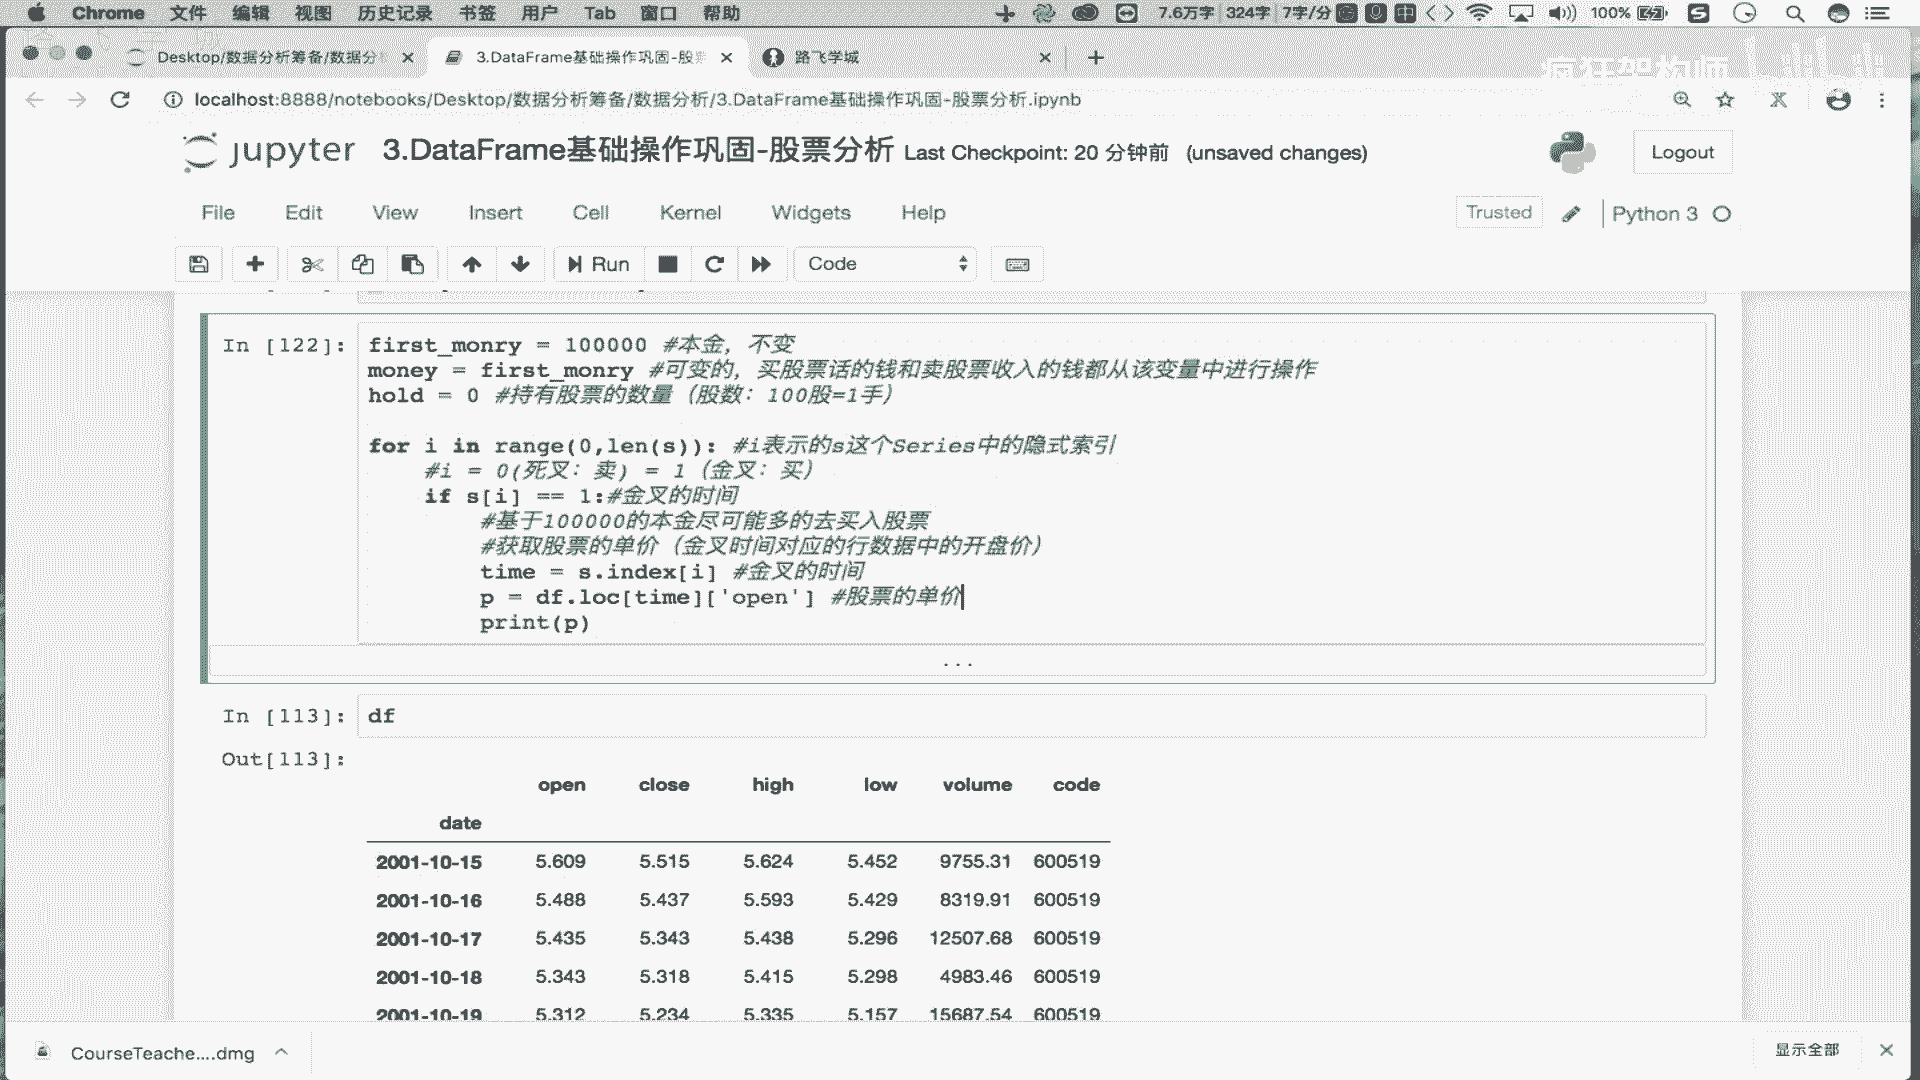 Chrome 文件 编辑 视图 历史记录 书签 用户 Tab 窗口 帮助 7.6万字 324字 7字/分 中 100%
Desktop/数据分析筹备/数据分
3.DataFrame基础操作巩固-股
路飞学城
疯狂架构师
localhost:8888/notebooks/Desktop/数据分析筹备/数据分析/3.DataFrame基础操作巩固-股票分析.ipynb
jupyter 3.DataFrame基础操作巩固-股票分析 Last Checkpoint: 20 分钟前 (unsaved changes)
Logout
File Edit View Insert Cell Kernel Widgets Help
Trusted Python 3
Run Code
In [122]:
first_monry = 100000 #本金，不变
money = first_monry #可变的，买股票话的钱和卖股票收入的钱都从该变量中进行操作
hold = 0 #持有股票的数量（股数：100股=1手）
for i in range(0,len(s)): #i表示的s这个Series中的隐式索引
#i = 0(死叉：卖) = 1（金叉：买）
if s[i] == 1:#金叉的时间
#基于100000的本金尽可能多的去买入股票
#获取股票的单价（金叉时间对应的行数据中的开盘价）
time = s.index[i] #金叉的时间
p = df.loc[time]['open'] #股票的单价
print(p)
...
In [113]: df
Out[113]:
open close high low volume code
date
2001-10-15 5.609 5.515 5.624 5.452 9755.31 600519
2001-10-16 5.488 5.437 5.593 5.429 8319.91 600519
2001-10-17 5.435 5.343 5.438 5.296 12507.68 600519
2001-10-18 5.343 5.318 5.415 5.298 4983.46 600519
2001-10-19 5.312 5.234 5.335 5.157 15687.54 600519
CourseTeache....dmg
显示全部